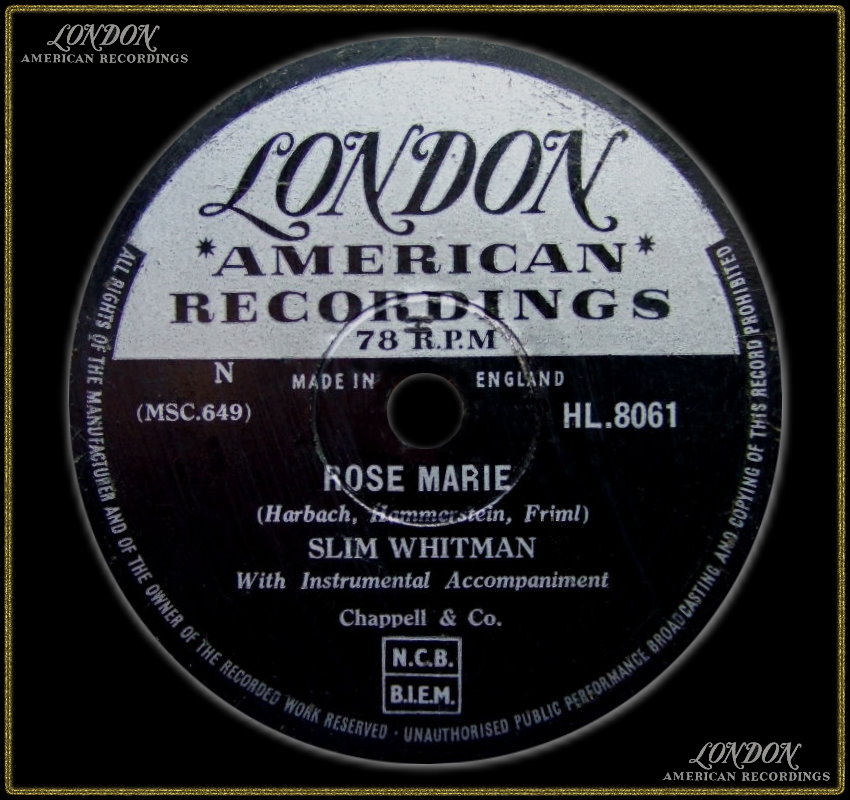 LONDON
AMERICAN RECORDINGS
LONDON
*AMERICAN*
RECORDINGS
78 R.P.M
N
MADE IN ENGLAND
(MSC.649)
HL.8061
ROSE MARIE
(Harbach, Hammerstein, Friml)
SLIM WHITMAN
With Instrumental Accompaniment
Chappell & Co.
N.C.B.
B.I.E.M.
ALL RIGHTS OF THE MANUFACTURER AND OF THE OWNER OF THE RECORDED WORK RESERVED · UNAUTHORISED PUBLIC PERFORMANCE BROADCASTING AND COPYING OF THIS RECORD PROHIBITED
LONDON
AMERICAN RECORDINGS